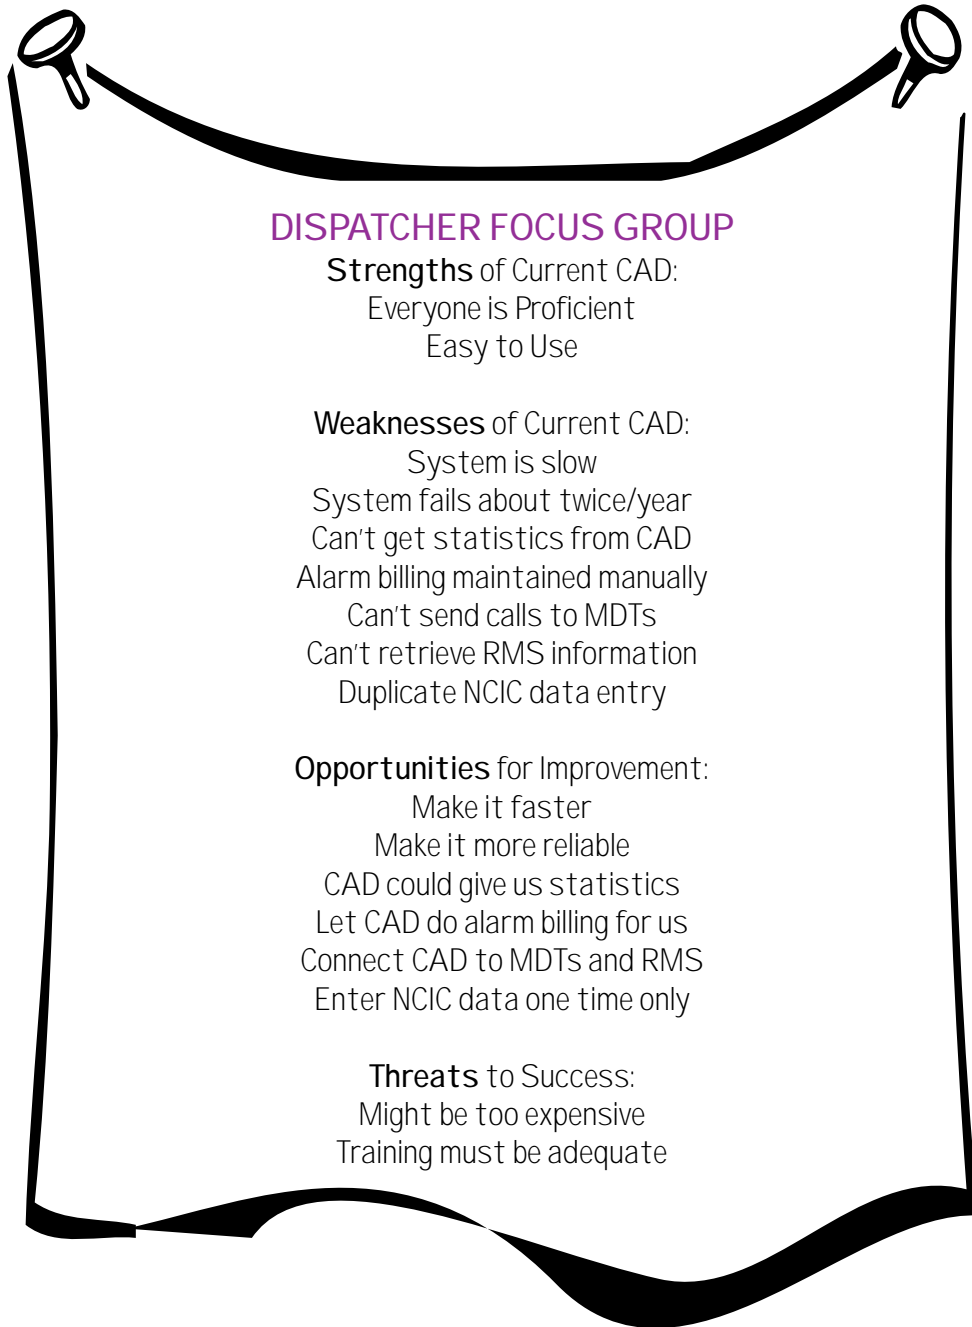 DISPATCHER FOCUS GROUP
Strengths of Current CAD:
Everyone is Proficient
Easy to Use
Weaknesses of Current CAD:
System is slow
System fails about twice/year
Can't get statistics from CAD
Alarm billing maintained manually
Can't send calls to MDTs
Can't retrieve RMS information
Duplicate NCIC data entry
Opportunities for Improvement:
Make it faster
Make it more reliable
CAD could give us statistics
Let CAD do alarm billing for us
Connect CAD to MDTs and RMS
Enter NCIC data one time only
Threats to Success:
Might be too expensive
Training must be adequate